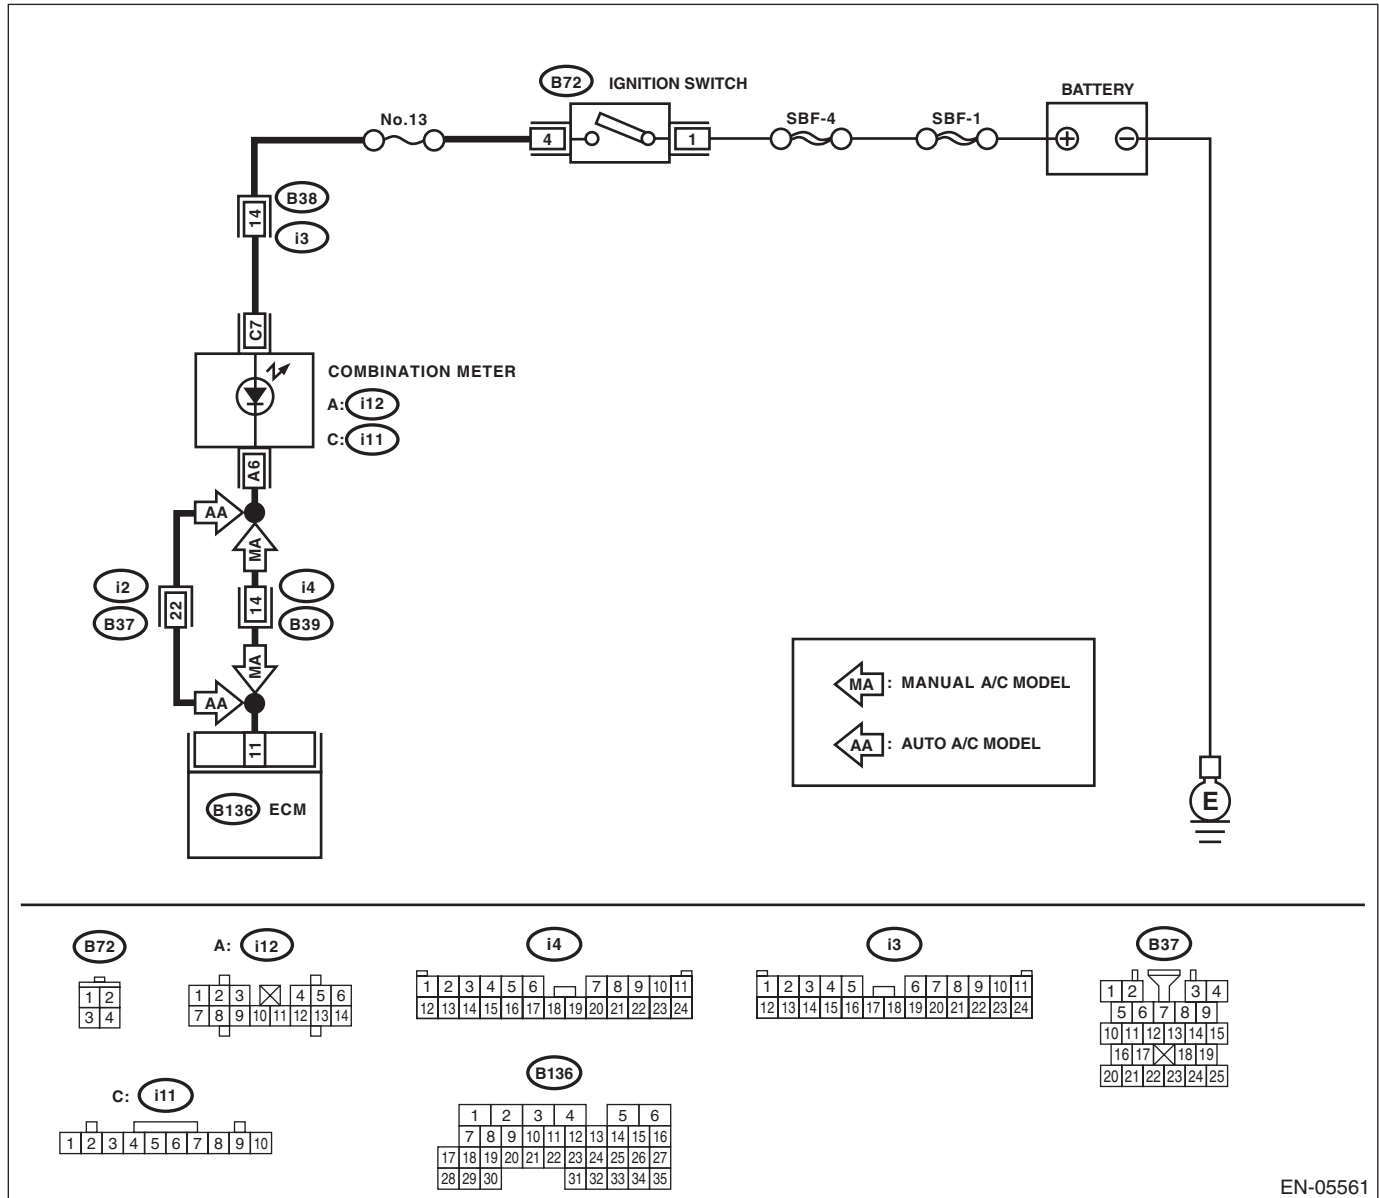 B72 IGNITION SWITCH
BATTERY
No.13
SBF-4
SBF-1
4
1
+
−
14
B38
i3
C7
COMBINATION METER
A: i12
C: i11
A6
AA
MA
i2
B37
22
14
i4
B39
MA
AA
11
B136 ECM
MA : MANUAL A/C MODEL
AA : AUTO A/C MODEL
E
B72
1 2
3 4
A: i12
1 2 3 4 5 6
7 8 9 10 11 12 13 14
i4
1 2 3 4 5 6 7 8 9 10 11
12 13 14 15 16 17 18 19 20 21 22 23 24
i3
1 2 3 4 5 6 7 8 9 10 11
12 13 14 15 16 17 18 19 20 21 22 23 24
B37
1 2 3 4
5 6 7 8 9
10 11 12 13 14 15
16 17 18 19
20 21 22 23 24 25
C: i11
1 2 3 4 5 6 7 8 9 10
B136
1 2 3 4 5 6
7 8 9 10 11 12 13 14 15 16
17 18 19 20 21 22 23 24 25 26 27
28 29 30 31 32 33 34 35
EN-05561